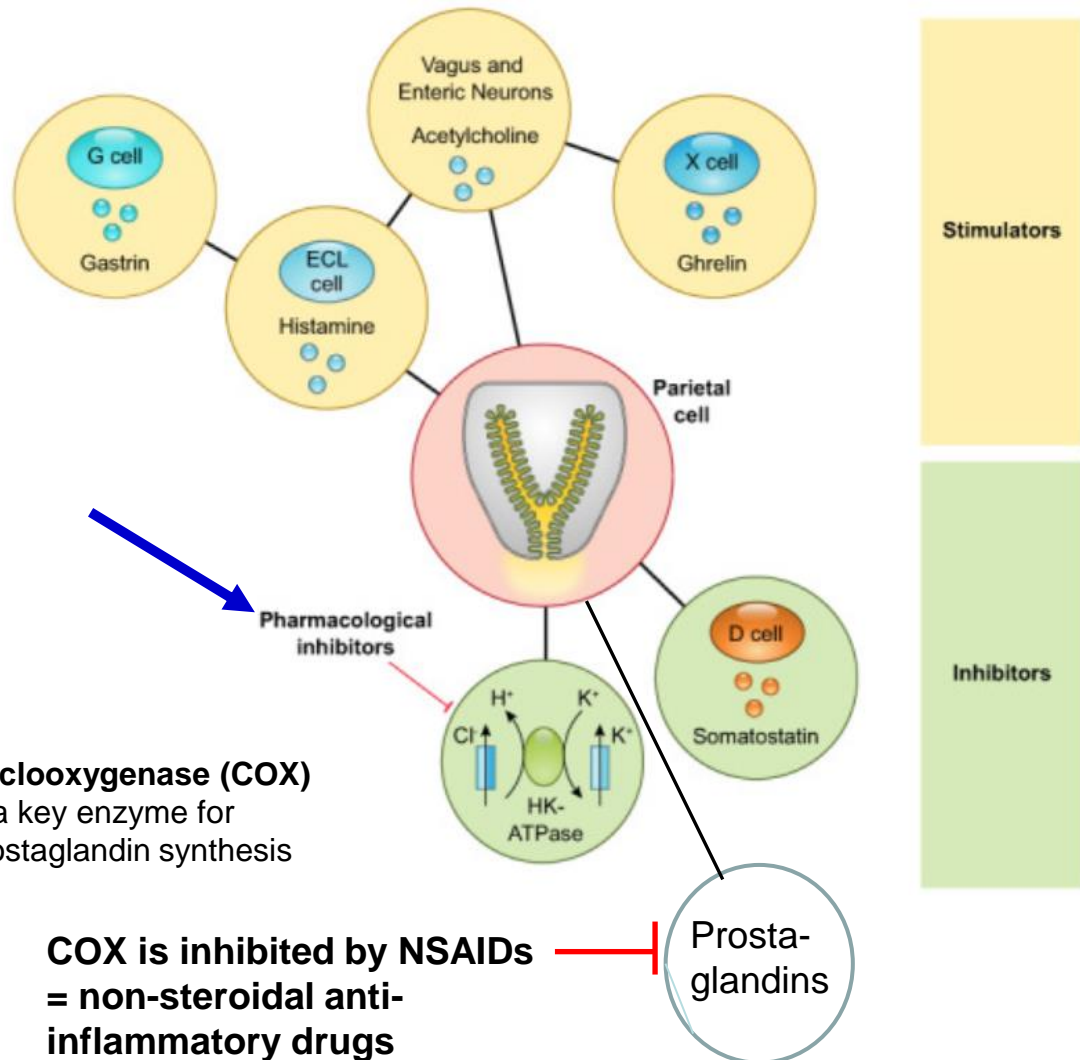 Vagus and
Enteric Neurons
Acetylcholine
G cell
Gastrin
X cell
Ghrelin
ECL
cell
Histamine
Stimulators
Parietal
cell
Pharmacological
inhibitors
H⁺
K⁺
Cl⁻
K⁺
HK-
ATPase
D cell
Somatostatin
Inhibitors
clooxygenase (COX)
a key enzyme for
ostaglandin synthesis
COX is inhibited by NSAIDs
= non-steroidal anti-
inflammatory drugs
Prosta-
glandins